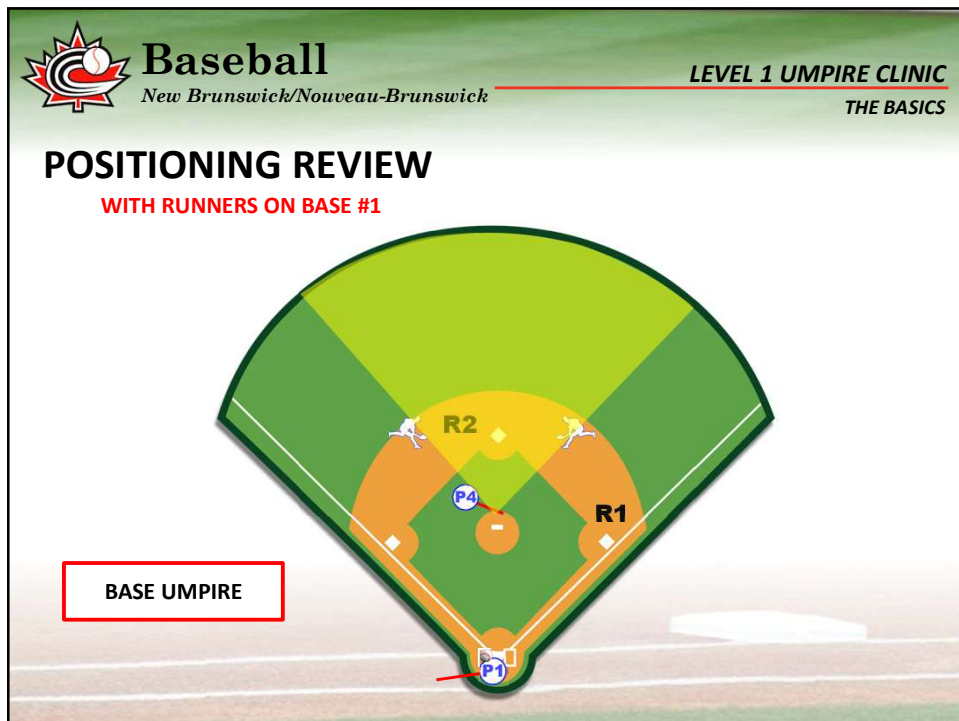 Baseball
New Brunswick/Nouveau-Brunswick
LEVEL 1 UMPIRE CLINIC
THE BASICS
POSITIONING REVIEW
WITH RUNNERS ON BASE #1
R2
P4
R1
BASE UMPIRE
P1